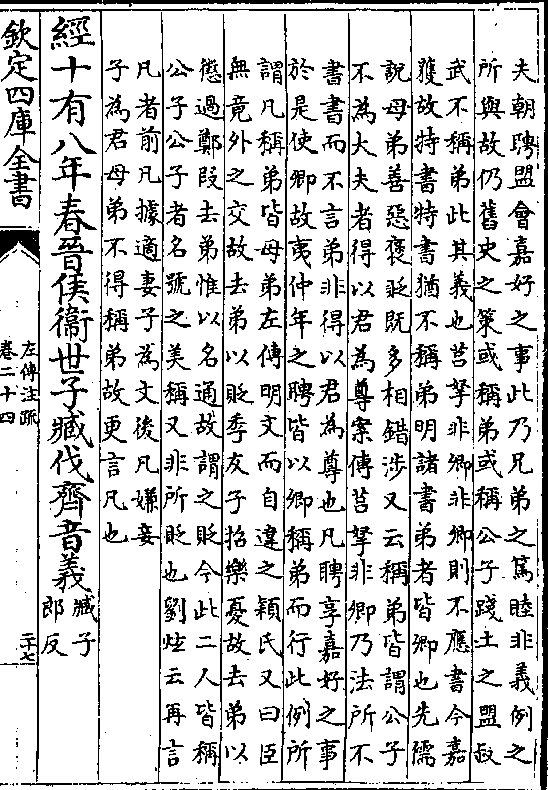 夫朝聘盟會嘉好之事此乃兄弟之篤睦非義例之
所與故仍舊史之策或稱弟或稱公子踐土之盟叔
武不稱弟此其義也莒拏非卿非卿則不應書今嘉
獲故特書特書猶不稱弟明諸書弟者皆卿也先儒
說母弟善惡褒貶既多相錯涉又云稱弟皆謂公子
不為大夫者得以君為尊案傳莒拏非卿乃法所不
書書而不言弟非得以君為尊也凡聘享嘉好之事
於是使卿故夷仲年之聘皆以卿稱弟而行此例所
謂凡稱弟皆母弟左傳明文而自違之穎氏又曰臣
無竟外之交故去弟以貶季友子招樂憂故去弟以
懲過鄭段去弟惟以名通故謂之貶今此二人皆稱
公子公子者名號之美稱又非所貶也劉炫云再言
凡者前凡據適妻子為文後凡嫌妾
子為君母弟不得稱弟故更言凡也
經十有八年春晉侯衞世子臧伐齊音義臧子
郎反
欽定四庫全書
左傳注疏
卷二十四
二十七